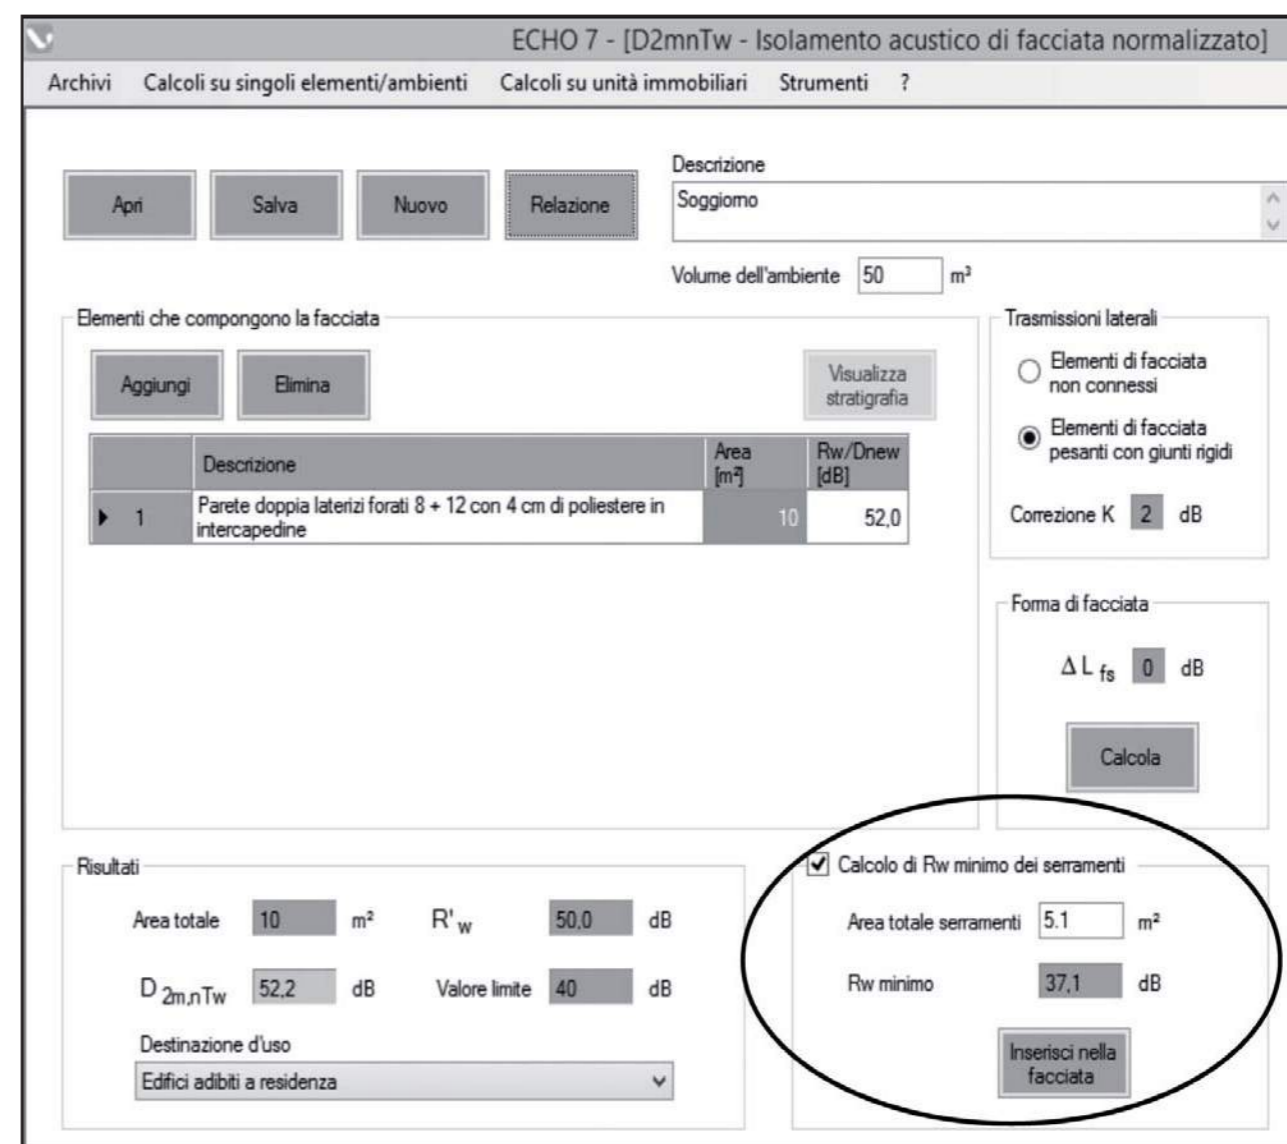 ECHO 7 - [D2mnTw - Isolamento acustico di facciata normalizzato]
Archivi Calcoli su singoli elementi/ambienti Calcoli su unità immobiliari Strumenti ?
Descrizione
Apri Salva Nuovo Relazione
Soggiorno
Volume dell'ambiente 50 m³
Elementi che compongono la facciata
Aggiungi Elimina
Visualizza
stratigrafia
Descrizione
Area
[m²]
Rw/Dnew
[dB]
1
Parete doppia laterizi forati 8 + 12 con 4 cm di poliestere in
intercapedine
10 52,0
Trasmissioni laterali
Elementi di facciata
non connessi
Elementi di facciata
pesanti con giunti rigidi
Correzione K 2 dB
Forma di facciata
Δ L fs 0 dB
Calcola
Risultati
Area totale 10 m² R'w 50,0 dB
D 2m,nTw 52,2 dB Valore limite 40 dB
Destinazione d'uso
Edifici adibiti a residenza
Calcolo di Rw minimo dei serramenti
Area totale serramenti 5.1 m²
Rw minimo 37,1 dB
Inserisci nella
facciata